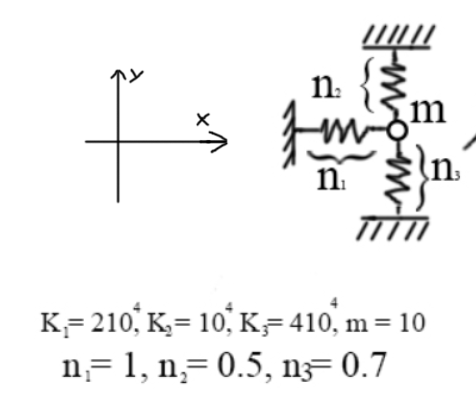 y
x
n₂
m
n₁
n₃
K₁= 210⁴, K₂= 10⁴, K₃= 410⁴, m = 10
n₁= 1, n₂= 0.5, n3= 0.7